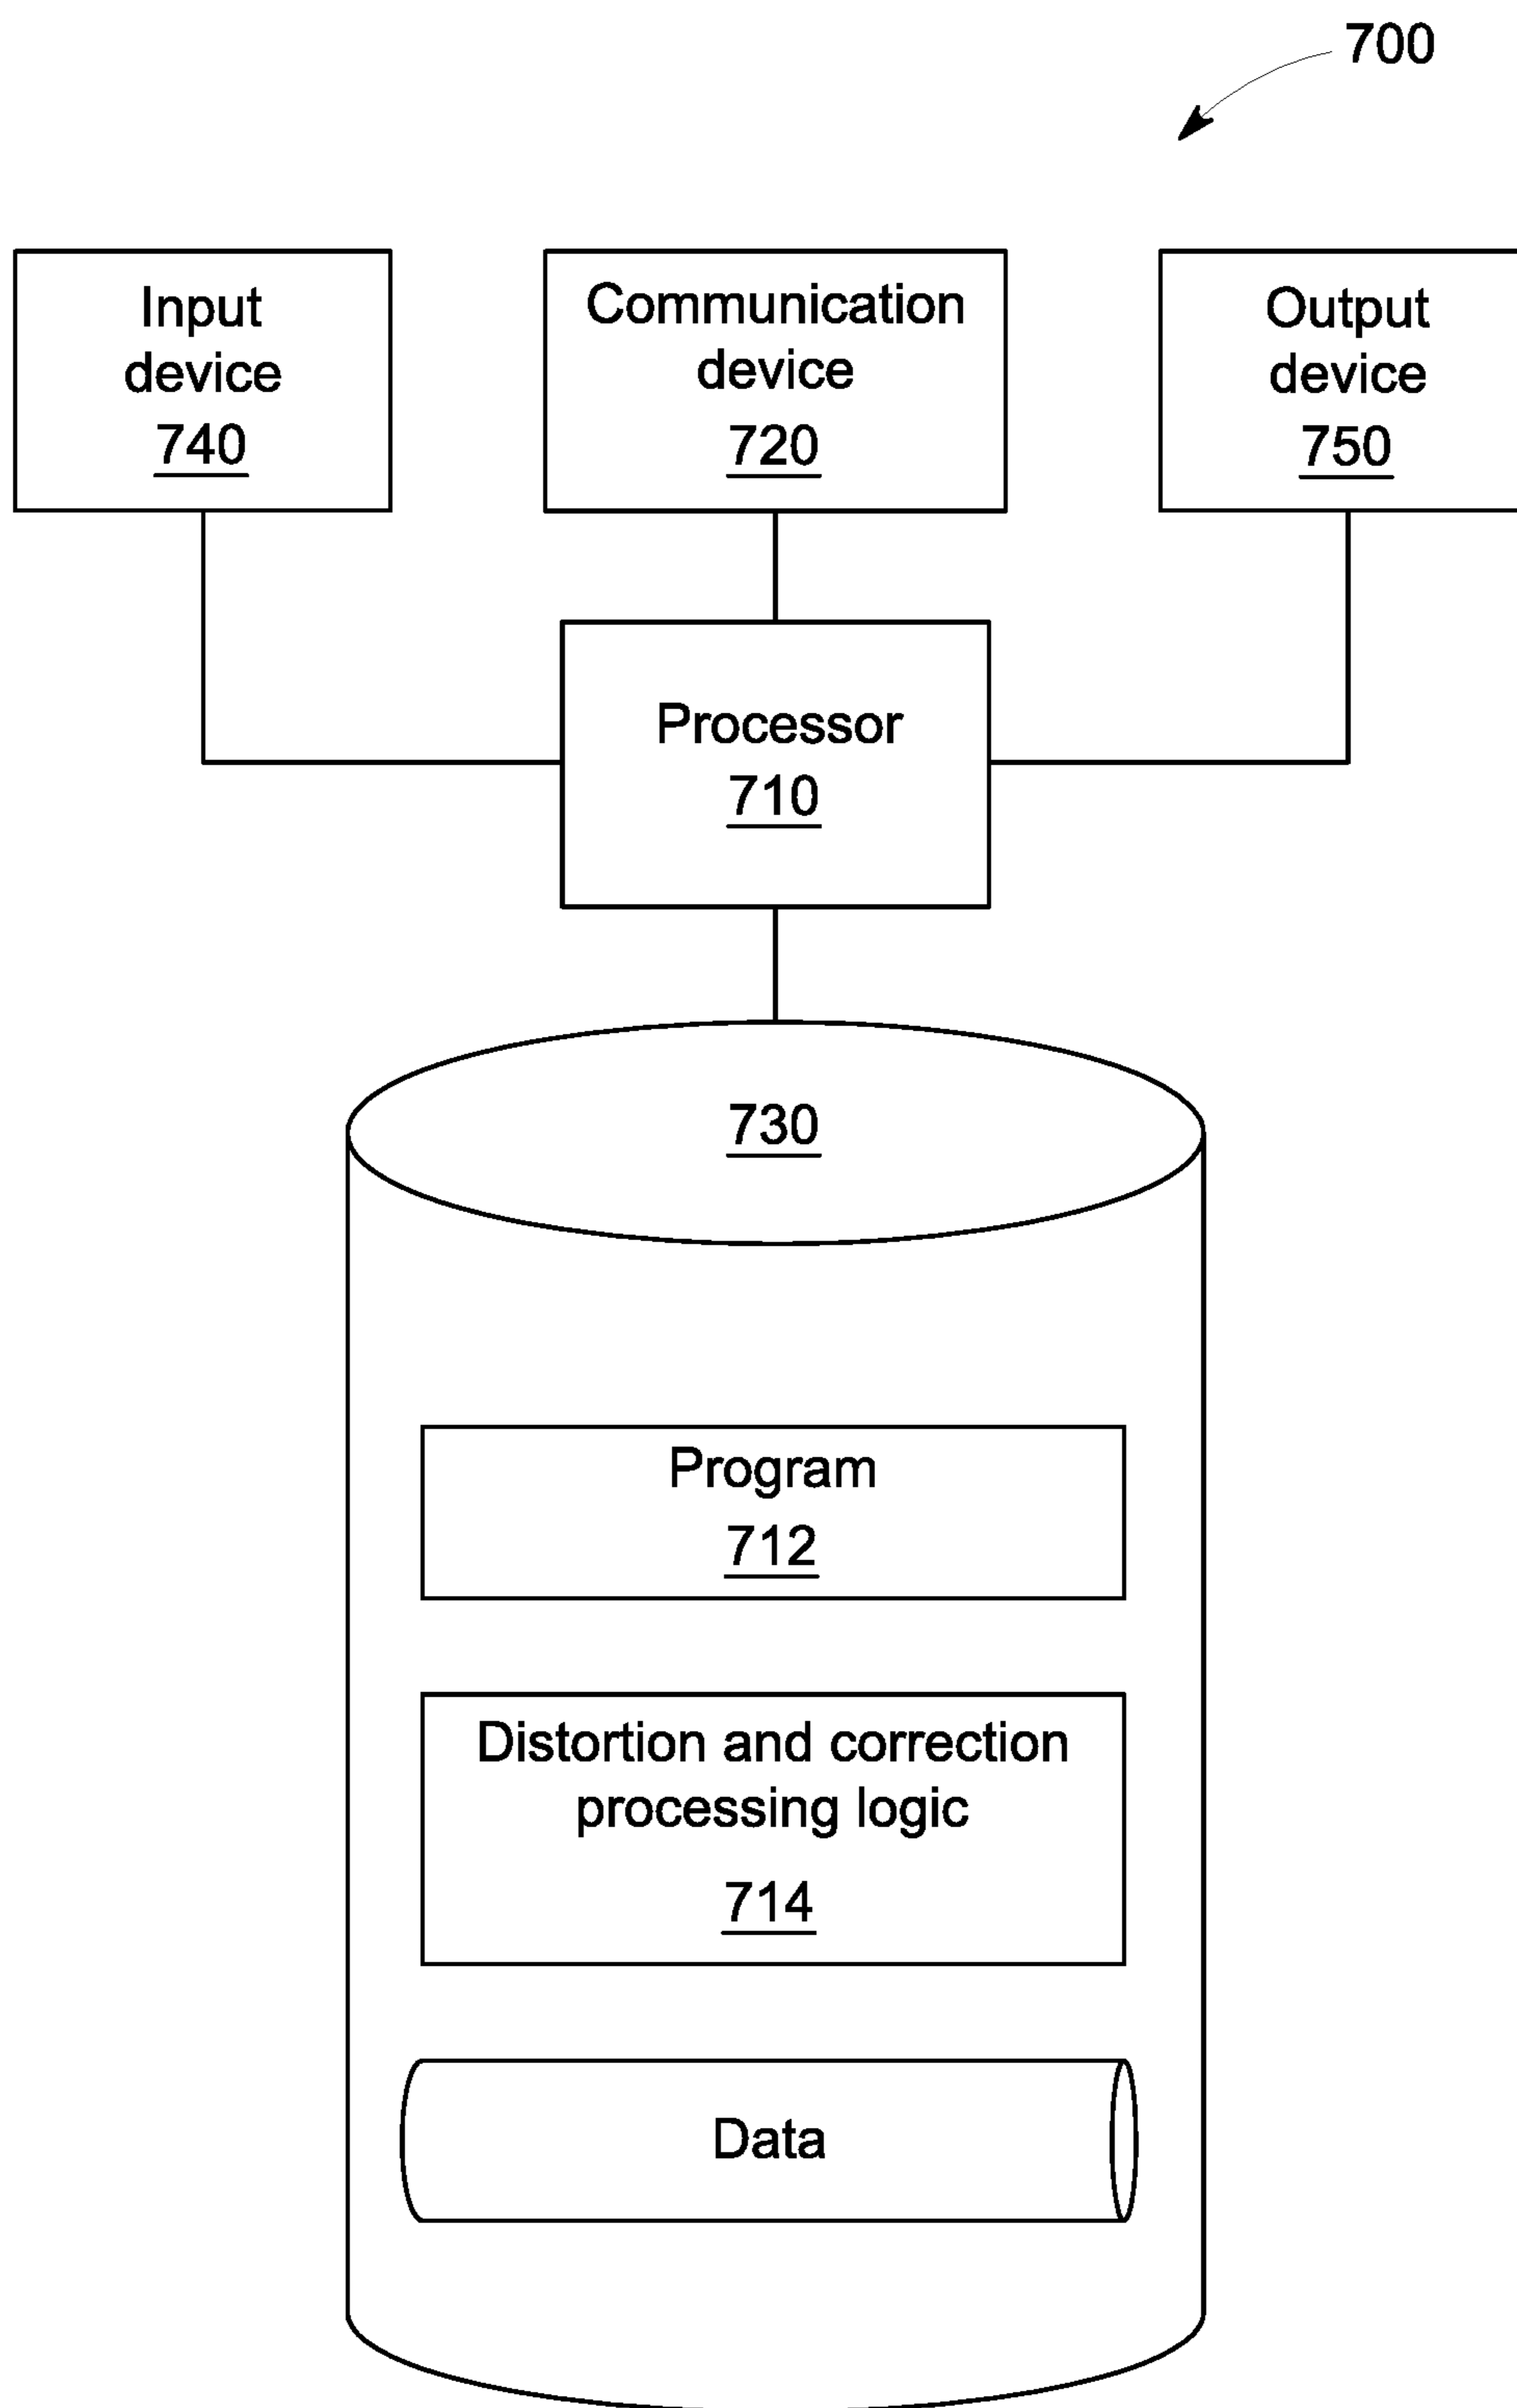 700
Input
device
740
Communication
device
720
Output
device
750
Processor
710
730
Program
712
Distortion and correction
processing logic
714
Data